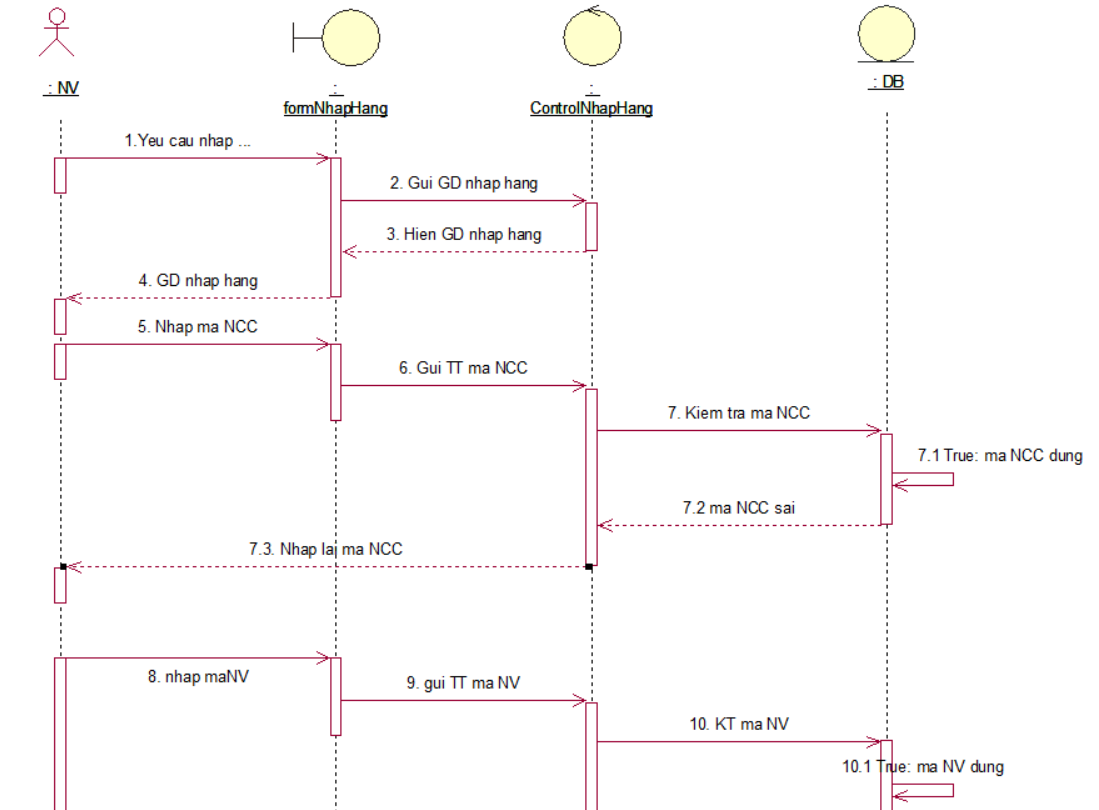 : NV
:
formNhapHang
:
ControlNhapHang
: DB
1.Yeu cau nhap ...
2. Gui GD nhap hang
3. Hien GD nhap hang
4. GD nhap hang
5. Nhap ma NCC
6. Gui TT ma NCC
7. Kiem tra ma NCC
7.1 True: ma NCC dung
7.2 ma NCC sai
7.3. Nhap lai ma NCC
8. nhap maNV
9. gui TT ma NV
10. KT ma NV
10.1 True: ma NV dung